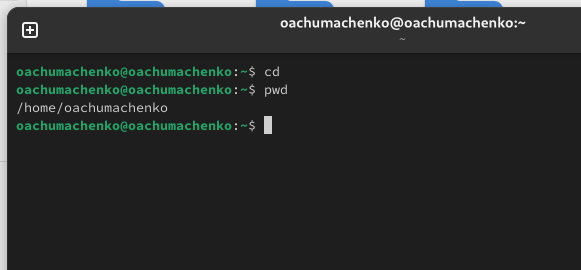 oachumachenko@oachumachenko:~
~
oachumachenko@oachumachenko:~$ cd
oachumachenko@oachumachenko:~$ pwd
/home/oachumachenko
oachumachenko@oachumachenko:~$